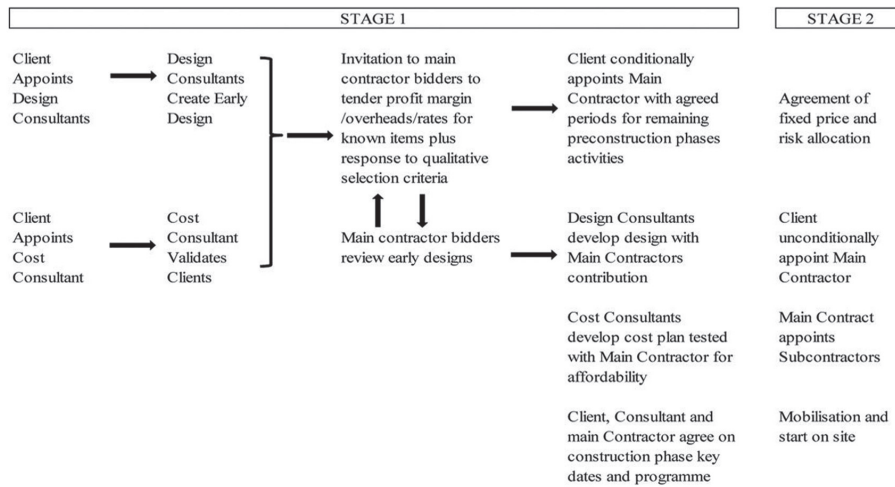 STAGE 1
STAGE 2
Client
Appoints
Design
Consultants
Design
Consultants
Create Early
Design
Invitation to main
contractor bidders to
tender profit margin
/overheads/rates for
known items plus
response to qualitative
selection criteria
Client conditionally
appoints Main
Contractor with agreed
periods for remaining
preconstruction phases
activities
Agreement of
fixed price and
risk allocation
Client
Appoints
Cost
Consultant
Cost
Consultant
Validates
Clients
Main contractor bidders
review early designs
Design Consultants
develop design with
Main Contractors
contribution
Client
unconditionally
appoint Main
Contractor
Cost Consultants
develop cost plan tested
with Main Contractor for
affordability
Main Contract
appoints
Subcontractors
Client, Consultant and
main Contractor agree on
construction phase key
dates and programme
Mobilisation and
start on site